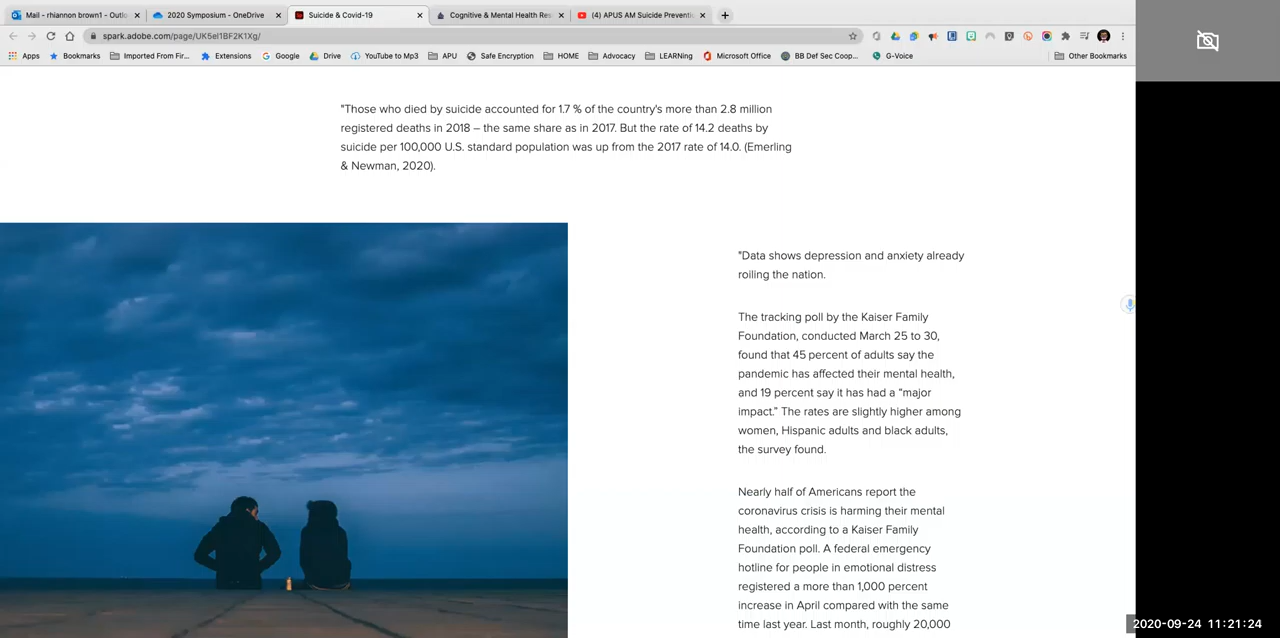 Mail - rhiannon brown1 - Outlo
2020 Symposium - OneDrive
Suicide & Covid-19
Cognitive & Mental Health Res
(4) APUS AM Suicide Preventi
spark.adobe.com/page/UK6eI1BF2K1Xg/
Apps
Bookmarks
Imported From Fir...
Extensions
Google
Drive
YouTube to Mp3
APU
Safe Encryption
HOME
Advocacy
LEARNing
Microsoft Office
BB Def Sec Coop...
G-Voice
Other Bookmarks
"Those who died by suicide accounted for 1.7 % of the country's more than 2.8 million
registered deaths in 2018 – the same share as in 2017. But the rate of 14.2 deaths by
suicide per 100,000 U.S. standard population was up from the 2017 rate of 14.0. (Emerling
& Newman, 2020).
"Data shows depression and anxiety already
roiling the nation.
The tracking poll by the Kaiser Family
Foundation, conducted March 25 to 30,
found that 45 percent of adults say the
pandemic has affected their mental health,
and 19 percent say it has had a “major
impact.” The rates are slightly higher among
women, Hispanic adults and black adults,
the survey found.
Nearly half of Americans report the
coronavirus crisis is harming their mental
health, according to a Kaiser Family
Foundation poll. A federal emergency
hotline for people in emotional distress
registered a more than 1,000 percent
increase in April compared with the same
time last year. Last month, roughly 20,000
2020-09-24 11:21:24